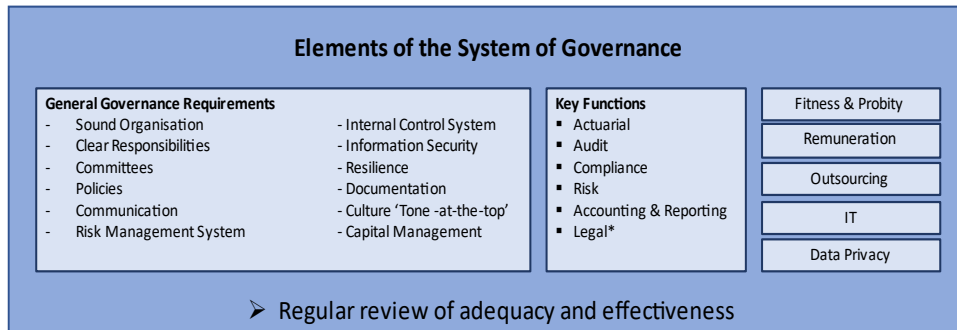 Elements of the System of Governance
General Governance Requirements
- Sound Organisation
- Clear Responsibilities
- Committees
- Policies
- Communication
- Risk Management System
- Internal Control System
- Information Security
- Resilience
- Documentation
- Culture ‘Tone -at-the-top’
- Capital Management
Key Functions
▪ Actuarial
▪ Audit
▪ Compliance
▪ Risk
▪ Accounting & Reporting
▪ Legal*
Fitness & Probity
Remuneration
Outsourcing
IT
Data Privacy
➢ Regular review of adequacy and effectiveness